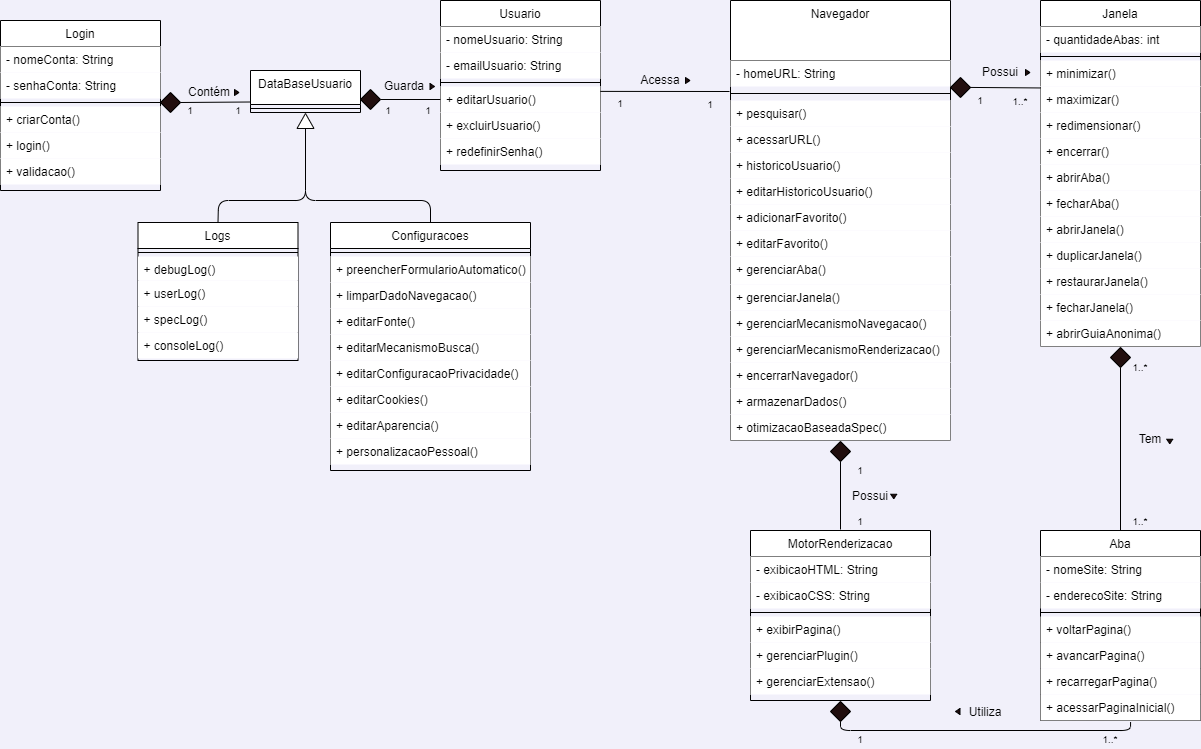 Login
- nomeConta: String
- senhaConta: String
+ criarConta()
+ login()
+ validacao()
Contém
1
1
DataBaseUsuario
Guarda
1
1
Usuario
- nomeUsuario: String
- emailUsuario: String
+ editarUsuario()
+ excluirUsuario()
+ redefinirSenha()
Acessa
1
1
Navegador
- homeURL: String
+ pesquisar()
+ acessarURL()
+ historicoUsuario()
+ editarHistoricoUsuario()
+ adicionarFavorito()
+ editarFavorito()
+ gerenciarAba()
+ gerenciarJanela()
+ gerenciarMecanismoNavegacao()
+ gerenciarMecanismoRenderizacao()
+ encerrarNavegador()
+ armazenarDados()
+ otimizacaoBaseadaSpec()
Possui
1
1..*
Janela
- quantidadeAbas: int
+ minimizar()
+ maximizar()
+ redimensionar()
+ encerrar()
+ abrirAba()
+ fecharAba()
+ abrirJanela()
+ duplicarJanela()
+ restaurarJanela()
+ fecharJanela()
+ abrirGuiaAnonima()
Logs
+ debugLog()
+ userLog()
+ specLog()
+ consoleLog()
Configuracoes
+ preencherFormularioAutomatico()
+ limparDadoNavegacao()
+ editarFonte()
+ editarMecanismoBusca()
+ editarConfiguracaoPrivacidade()
+ editarCookies()
+ editarAparencia()
+ personalizacaoPessoal()
1
Possui
1
1..*
Tem
1..*
MotorRenderizacao
- exibicaoHTML: String
- exibicaoCSS: String
+ exibirPagina()
+ gerenciarPlugin()
+ gerenciarExtensao()
Aba
- nomeSite: String
- enderecoSite: String
+ voltarPagina()
+ avancarPagina()
+ recarregarPagina()
+ acessarPaginaInicial()
Utiliza
1
1..*